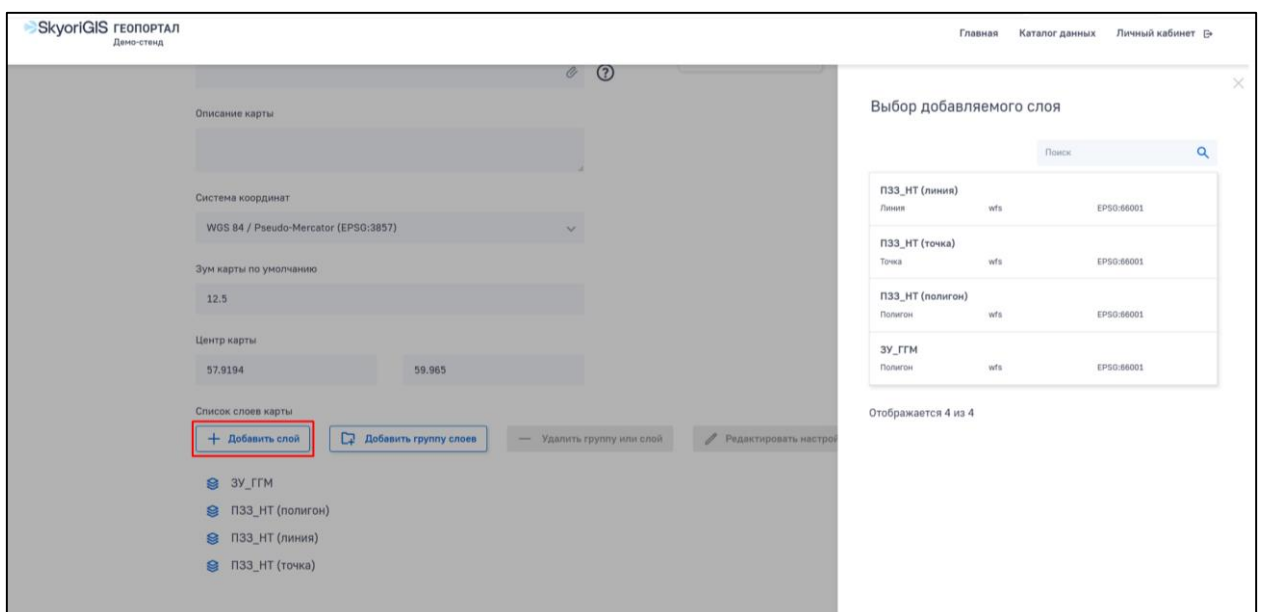 SkyoriGIS ГЕОПОРТАЛ
Демо-стенд
Главная Каталог данных Личный кабинет
Описание карты
Система координат
WGS 84 / Pseudo-Mercator (EPSG:3857)
Зум карты по умолчанию
12.5
Центр карты
57.9194 59.965
Список слоев карты
+ Добавить слой Добавить группу слоев — Удалить группу или слой Редактировать настрой
ЗУ_ГГМ
ПЗЗ_НТ (полигон)
ПЗЗ_НТ (линия)
ПЗЗ_НТ (точка)
Выбор добавляемого слоя
Поиск
ПЗЗ_НТ (линия)
Линия wfs EPSG:66001
ПЗЗ_НТ (точка)
Точка wfs EPSG:66001
ПЗЗ_НТ (полигон)
Полигон wfs EPSG:66001
ЗУ_ГГМ
Полигон wfs EPSG:66001
Отображается 4 из 4